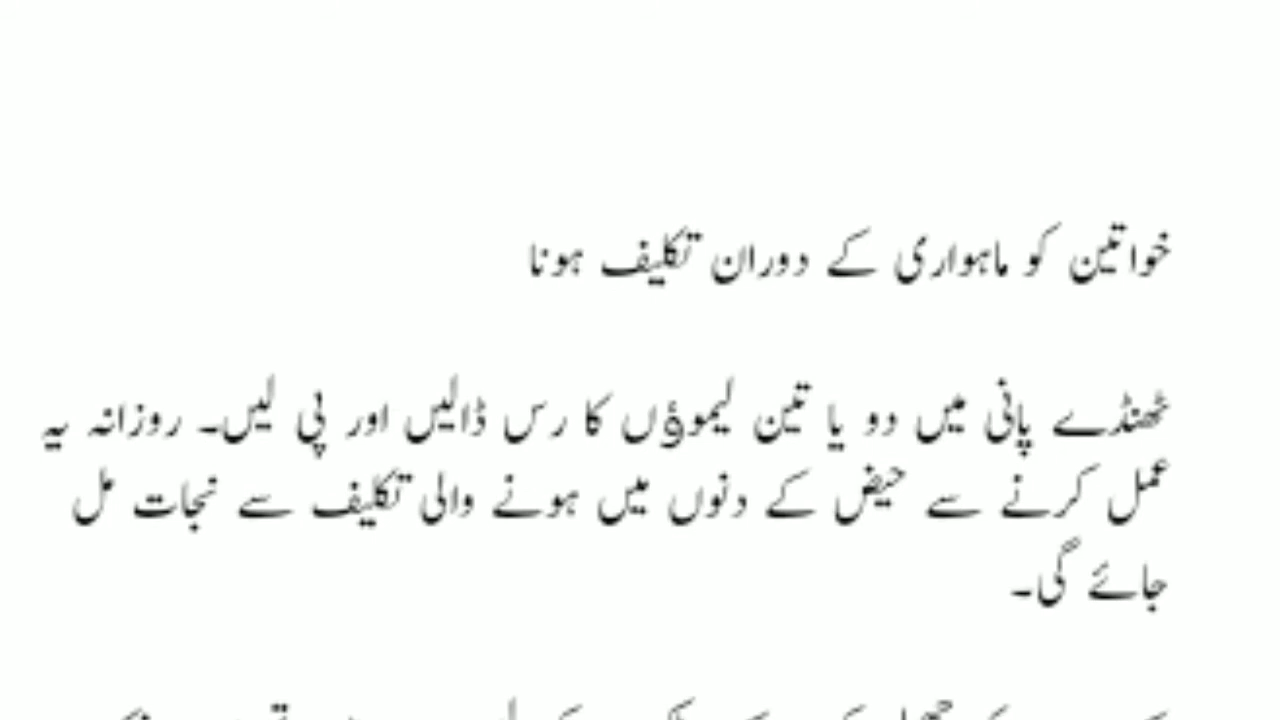 خواتین کو ماہواری کے دوران تکلیف ہونا
ٹھنڈے پانی میں دو یا تین لیموؤں کا رس ڈالیں اور پی لیں۔ روزانہ یہ
عمل کرنے سے حیض کے دنوں میں ہونے والی تکلیف سے نجات مل
جائے گی۔